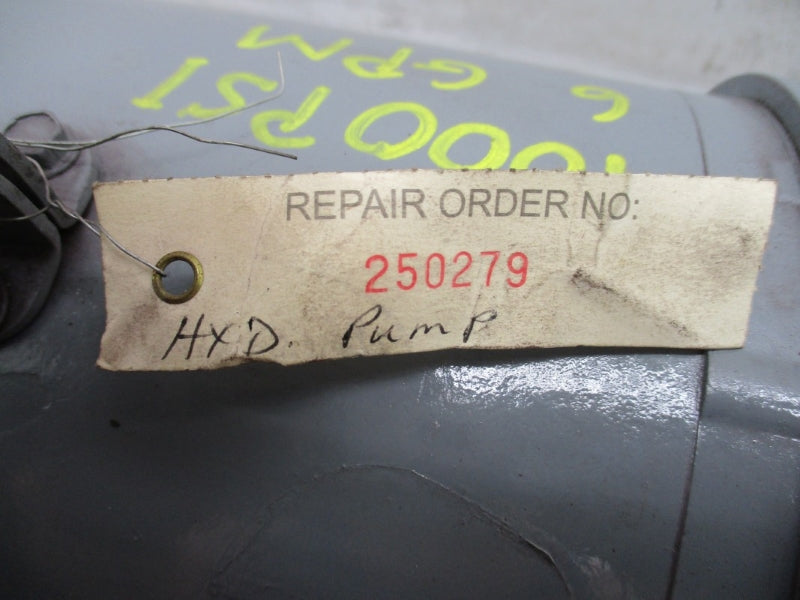 1000 PSI
6 GPM
REPAIR ORDER NO:
250279
HYD. PumP